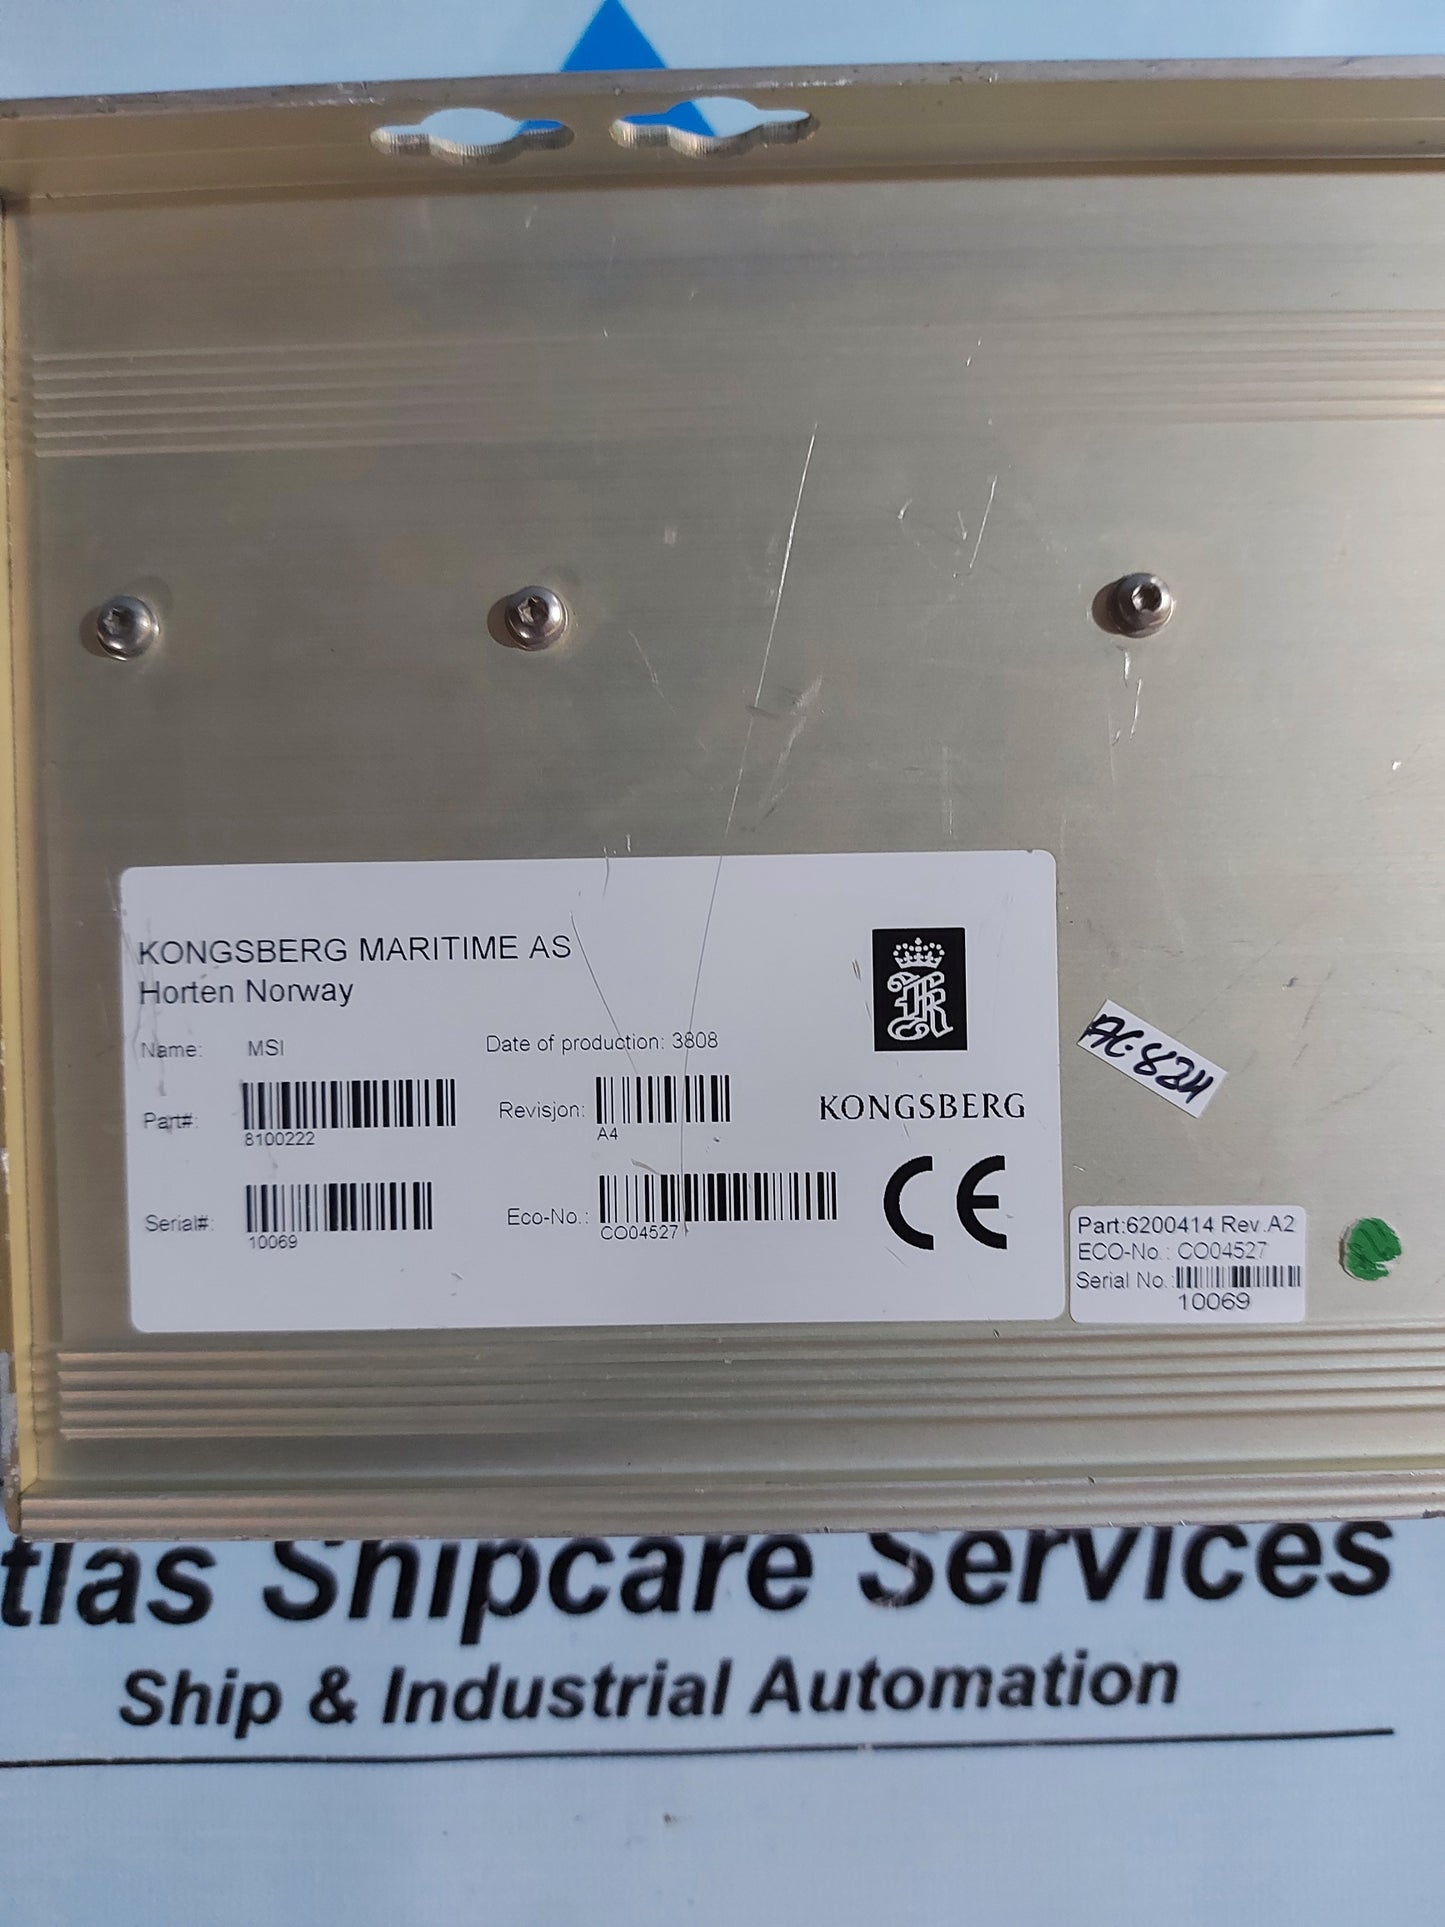 KONGSBERG MARITIME AS
Horten Norway
Name: MSI
Date of production: 3808
Part#:
8100222
Revisjon:
A4
Serial#:
10069
Eco-No.:
CO04527
KONGSBERG
CE
AC-824
Part:6200414 Rev.A2
ECO-No.: CO04527
Serial No.:
10069
tlas Shipcare Services
Ship & Industrial Automation